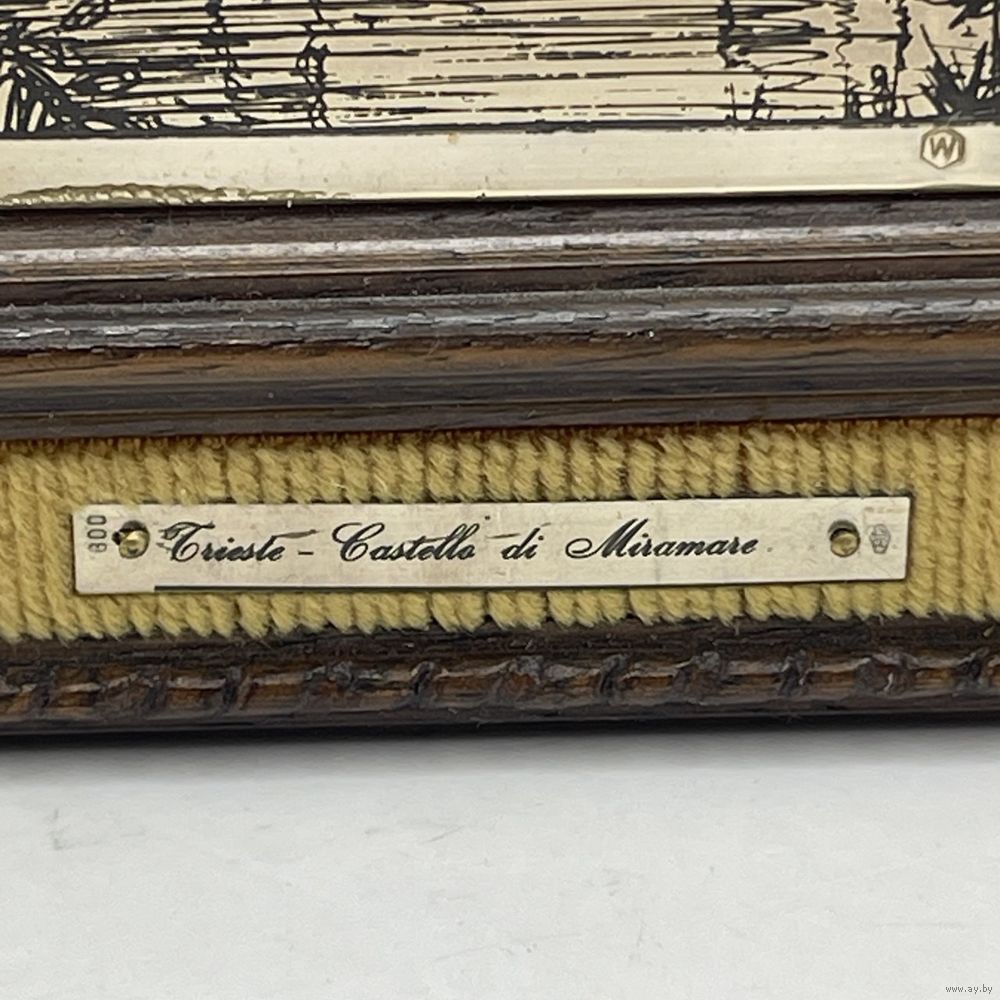 W
800
Trieste - Castello di Miramare
www.ay.by